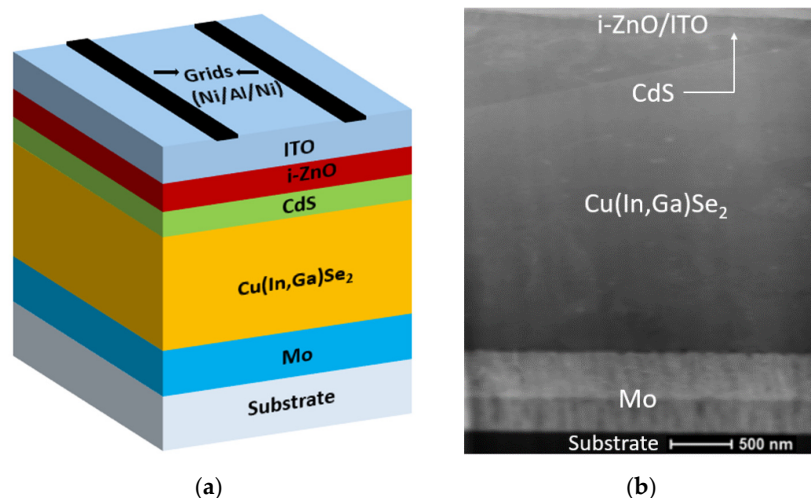 Grids
(Ni/Al/Ni)
ITO
i-ZnO
CdS
Cu(In,Ga)Se₂
Mo
Substrate
(a)
i-ZnO/ITO
CdS
Cu(In,Ga)Se₂
Mo
Substrate
500 nm
(b)